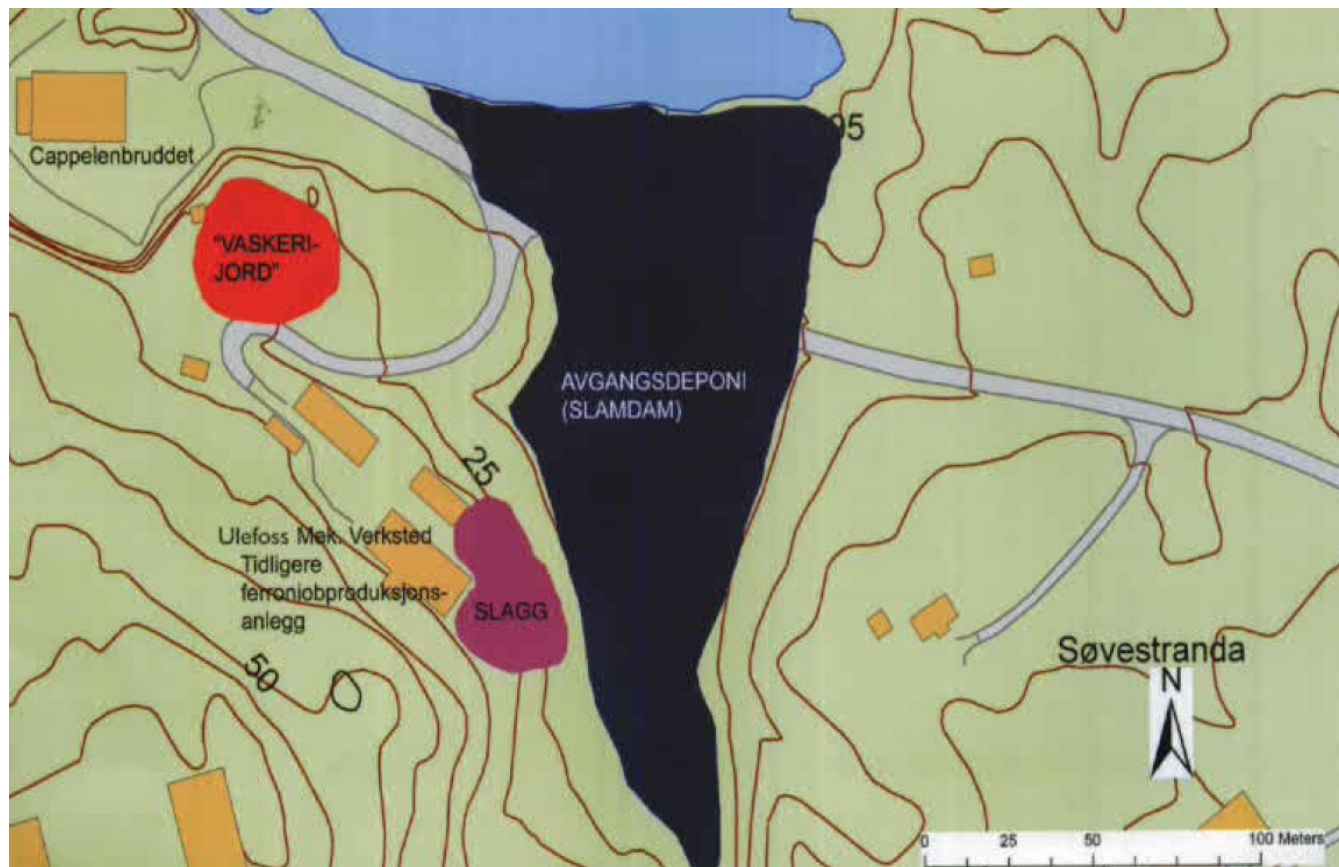 Cappelenbruddet
95
"VASKERI-
JORD"
AVGANGSDEPONI
(SLAMDAM)
25
Ulefoss Mek. Verksted
Tidligere
ferroniobproduksjons-
anlegg
SLAGG
50
Søvestranda
N
0 25 50 100 Meters